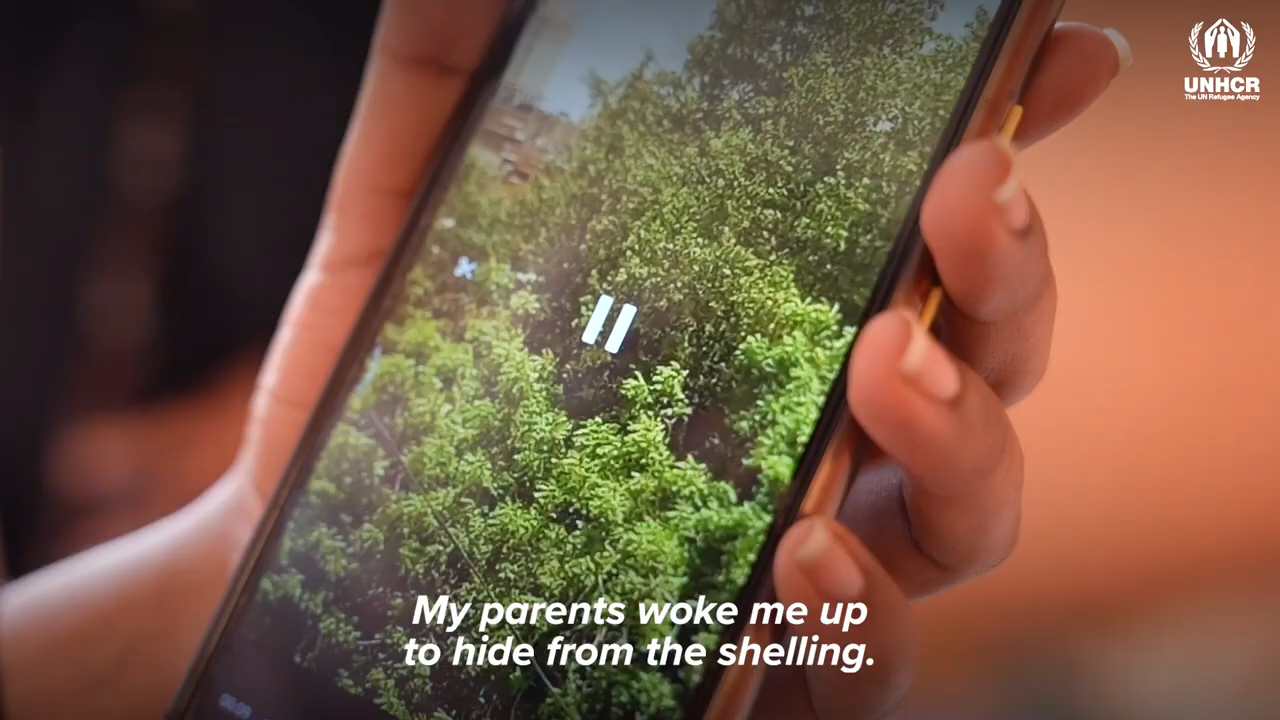 UNHCR
The UN Refugee Agency
My parents woke me up
to hide from the shelling.